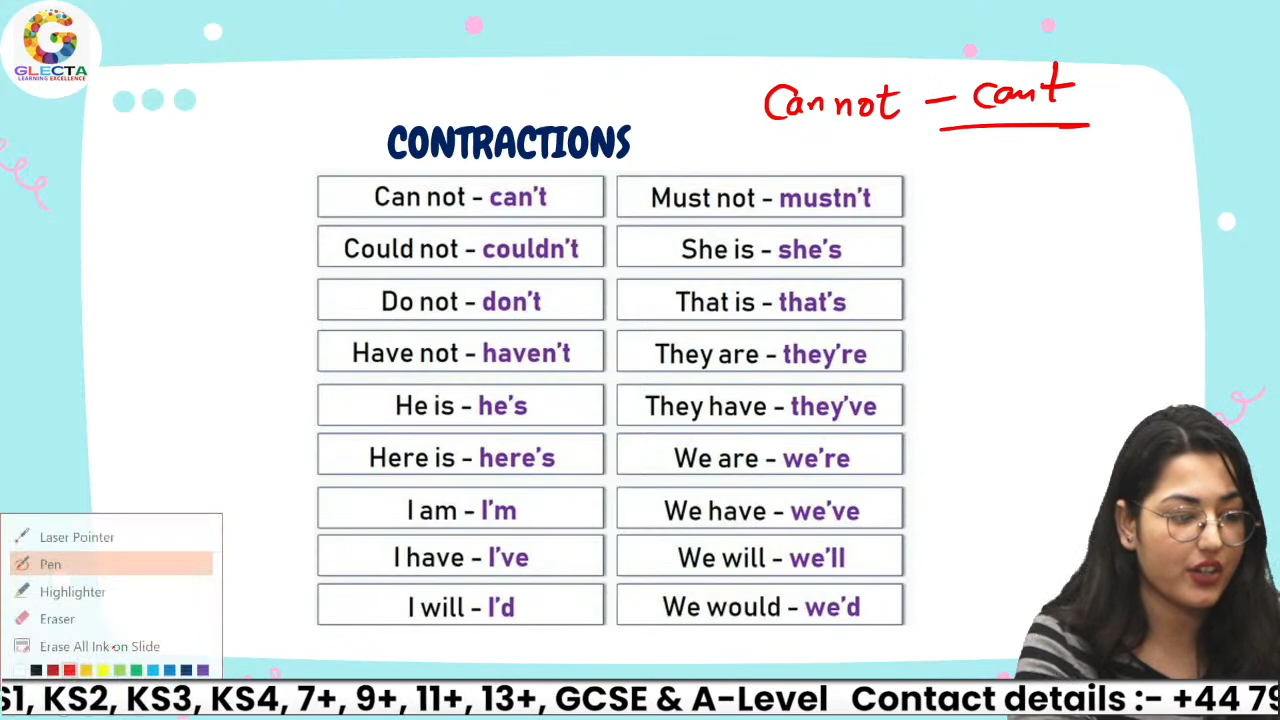 GLECTA
LEARNING EXCELLENCE
Cannot – can't
CONTRACTIONS
Can not - can't
Must not - mustn't
Could not - couldn't
She is - she's
Do not - don't
That is - that's
Have not - haven't
They are - they're
He is - he's
They have - they've
Here is - here's
We are - we're
I am - I'm
We have - we've
I have - I've
We will - we'll
I will - I'd
We would - we'd
Laser Pointer
Pen
Highlighter
Eraser
Erase All Ink on Slide
S1, KS2, KS3, KS4, 7+, 9+, 11+, 13+, GCSE & A-Level Contact details :- +44 79